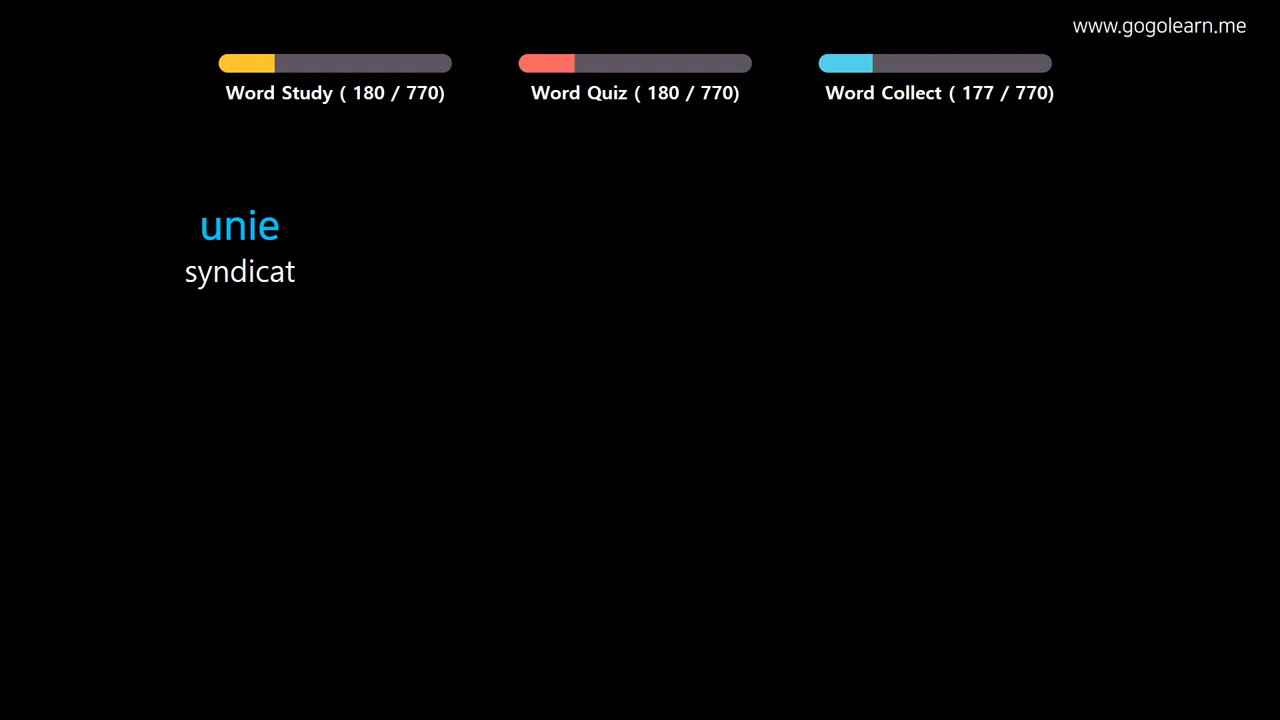 www.gogolearn.me
Word Study ( 180 / 770)
Word Quiz ( 180 / 770)
Word Collect ( 177 / 770)
unie
syndicat